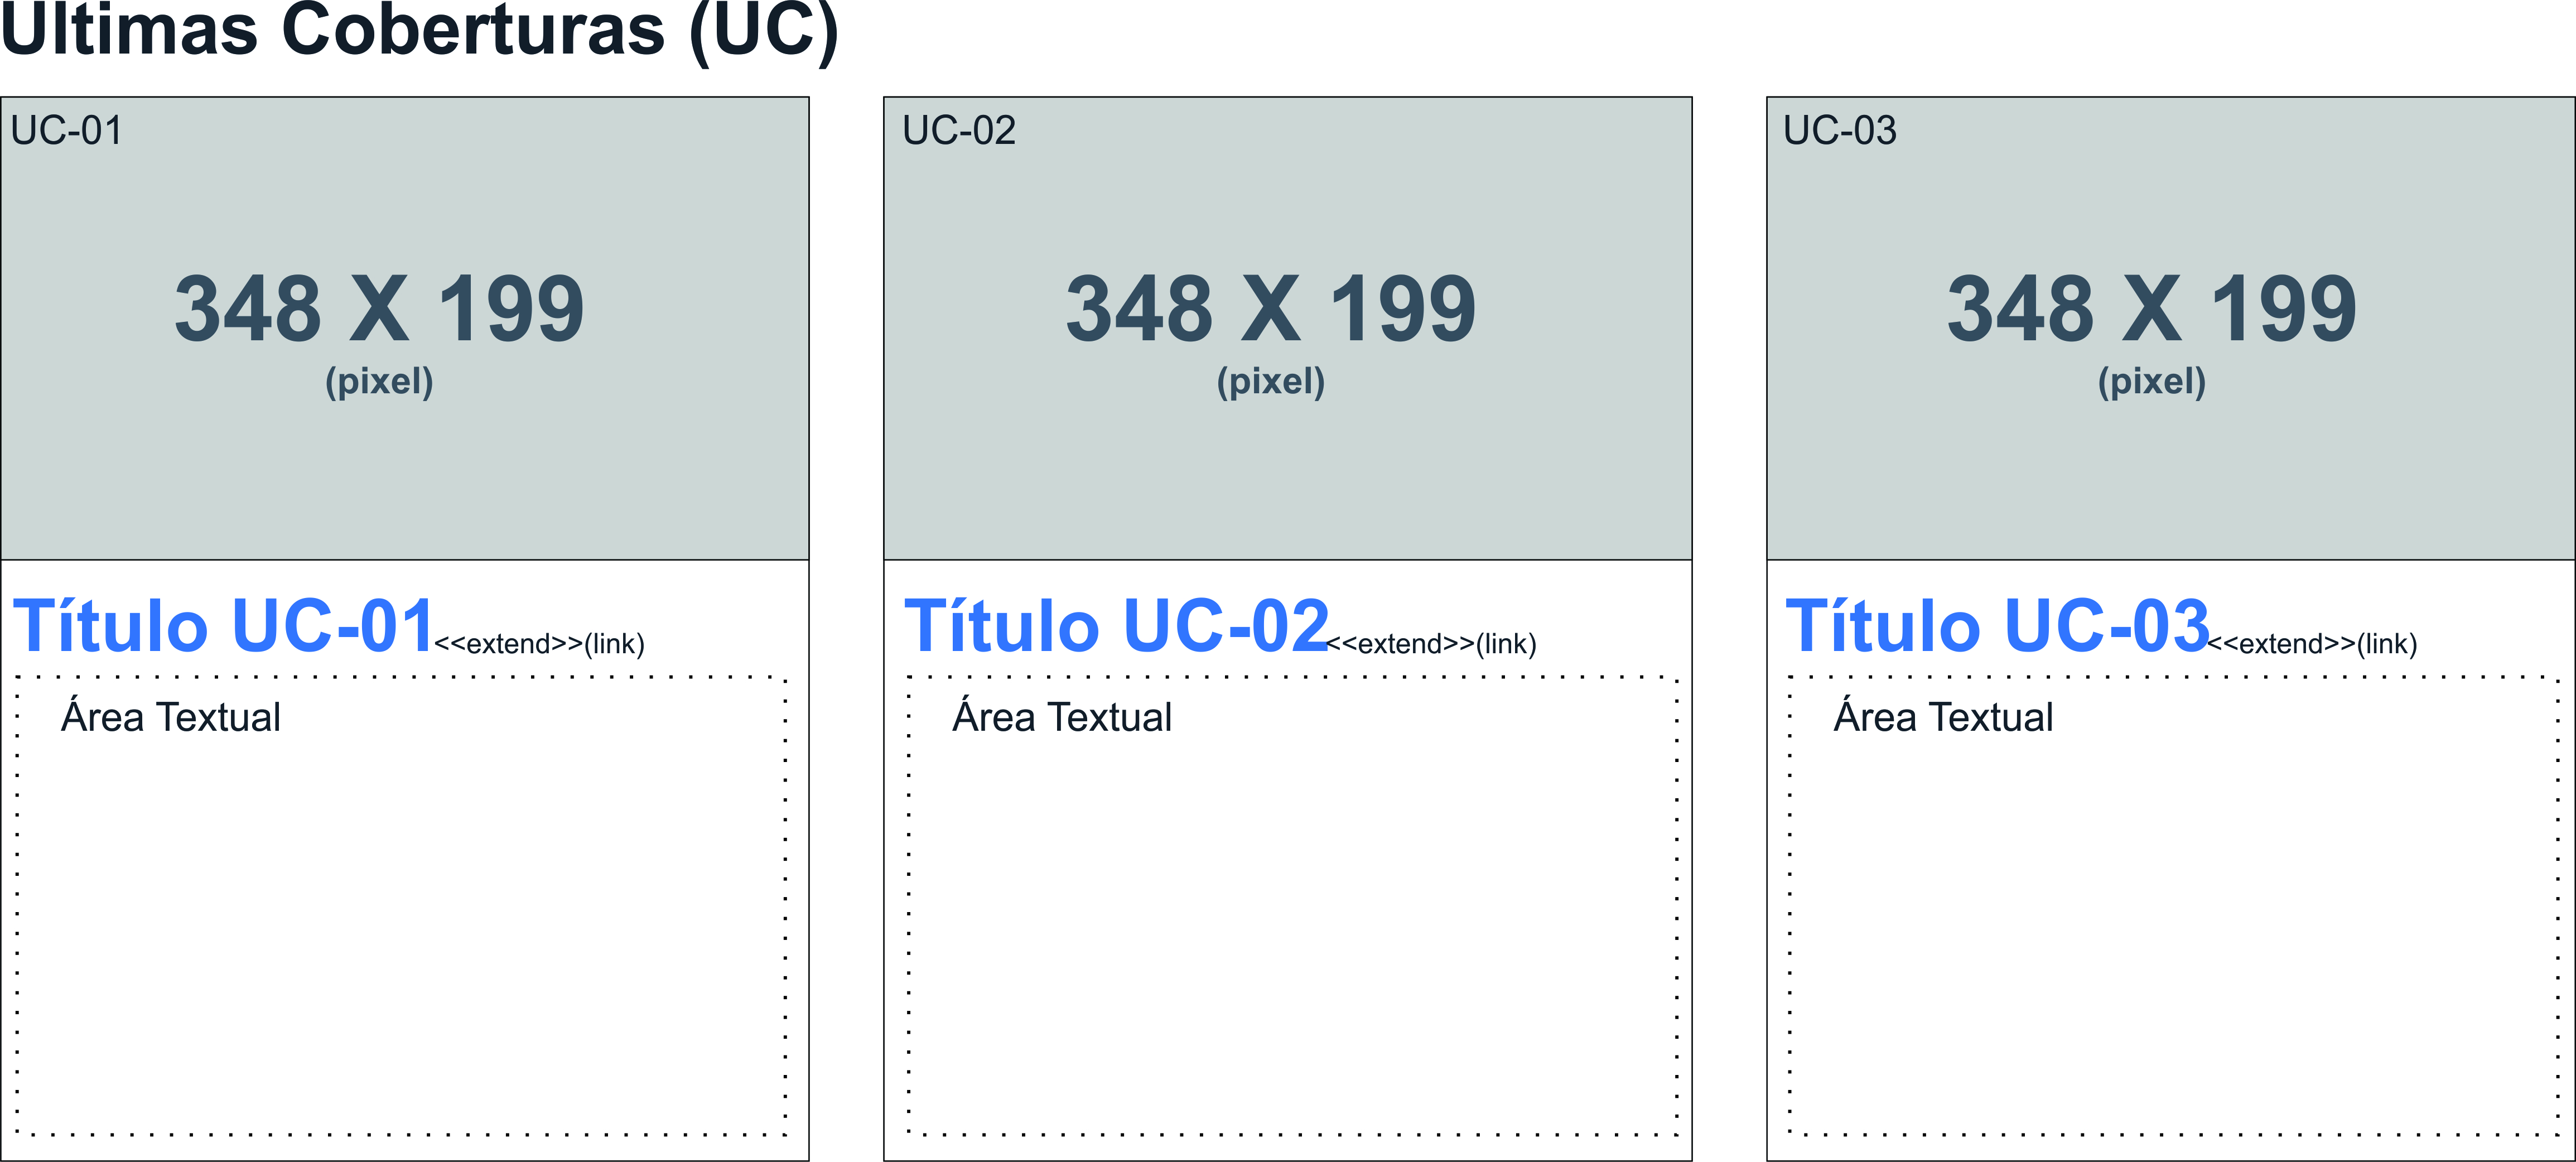 Ultimas Coberturas (UC)
UC-01
348 X 199
(pixel)
Título UC-01<<extend>>(link)
Área Textual
UC-02
348 X 199
(pixel)
Título UC-02<<extend>>(link)
Área Textual
UC-03
348 X 199
(pixel)
Título UC-03<<extend>>(link)
Área Textual